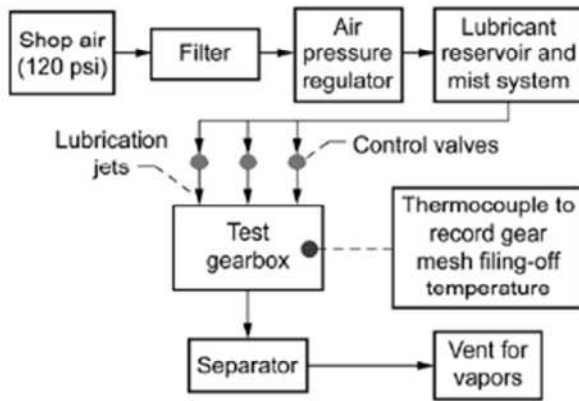 Shop air
(120 psi)
Filter
Air
pressure
regulator
Lubricant
reservoir and
mist system
Lubrication
jets
Control valves
Test
gearbox
Thermocouple to
record gear
mesh filing-off
temperature
Separator
Vent for
vapors